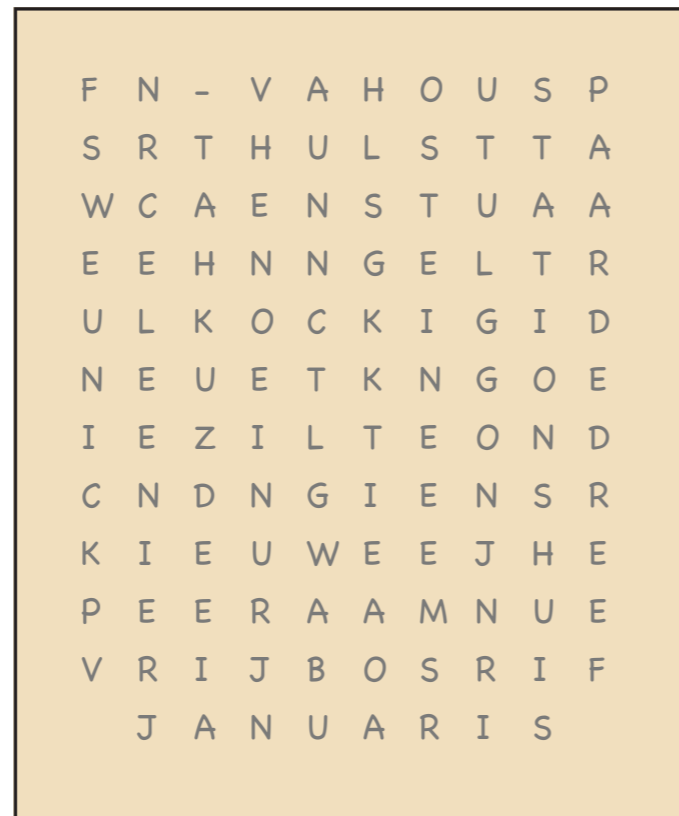 F N - V A H O U S P
S R T H U L S T T A
W C A E N S T U A A
E E H N N G E L T R
U L K O C K I G I D
N E U E T K N G O E
I E Z I L T E O N D
C N D N G I E N S R
K I E U W E E J H E
P E E R A A M N U E
V R I J B O S R I F
J A N U A R I S